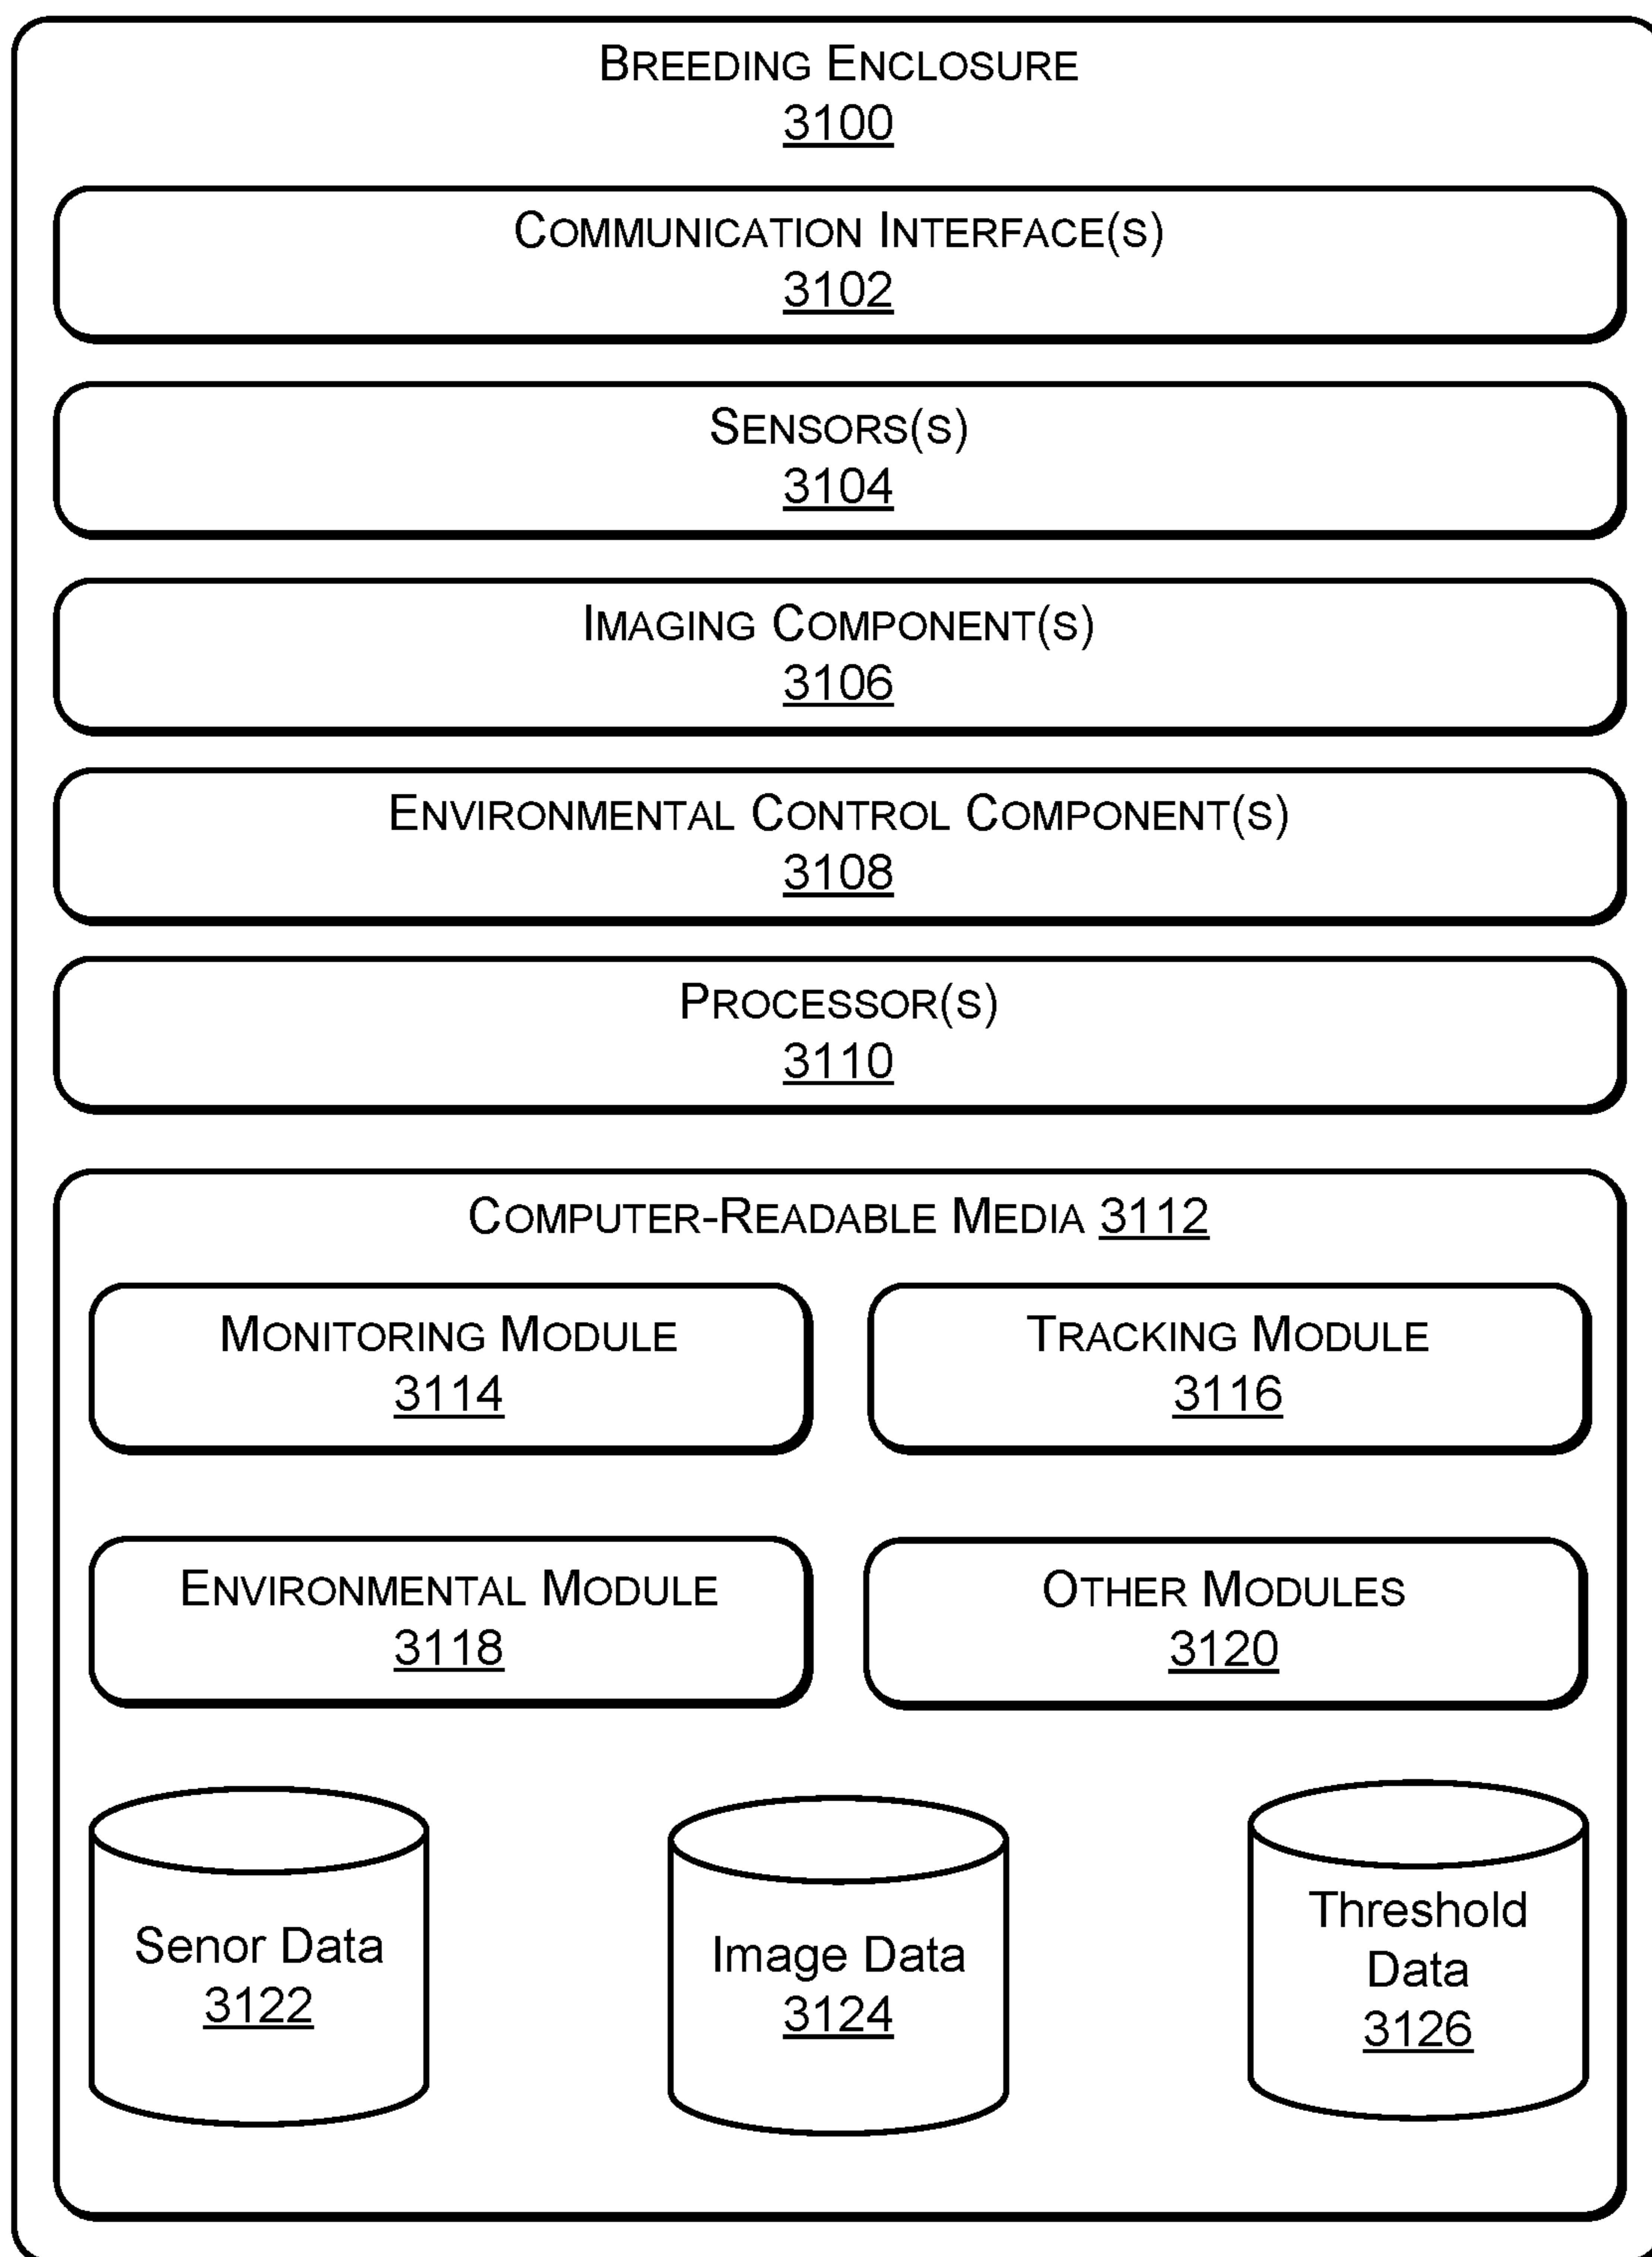 BREEDING ENCLOSURE
3100
COMMUNICATION INTERFACE(S)
3102
SENSORS(S)
3104
IMAGING COMPONENT(S)
3106
ENVIRONMENTAL CONTROL COMPONENT(S)
3108
PROCESSOR(S)
3110
COMPUTER-READABLE MEDIA 3112
MONITORING MODULE
3114
TRACKING MODULE
3116
ENVIRONMENTAL MODULE
3118
OTHER MODULES
3120
Senor Data
3122
Image Data
3124
Threshold
Data
3126